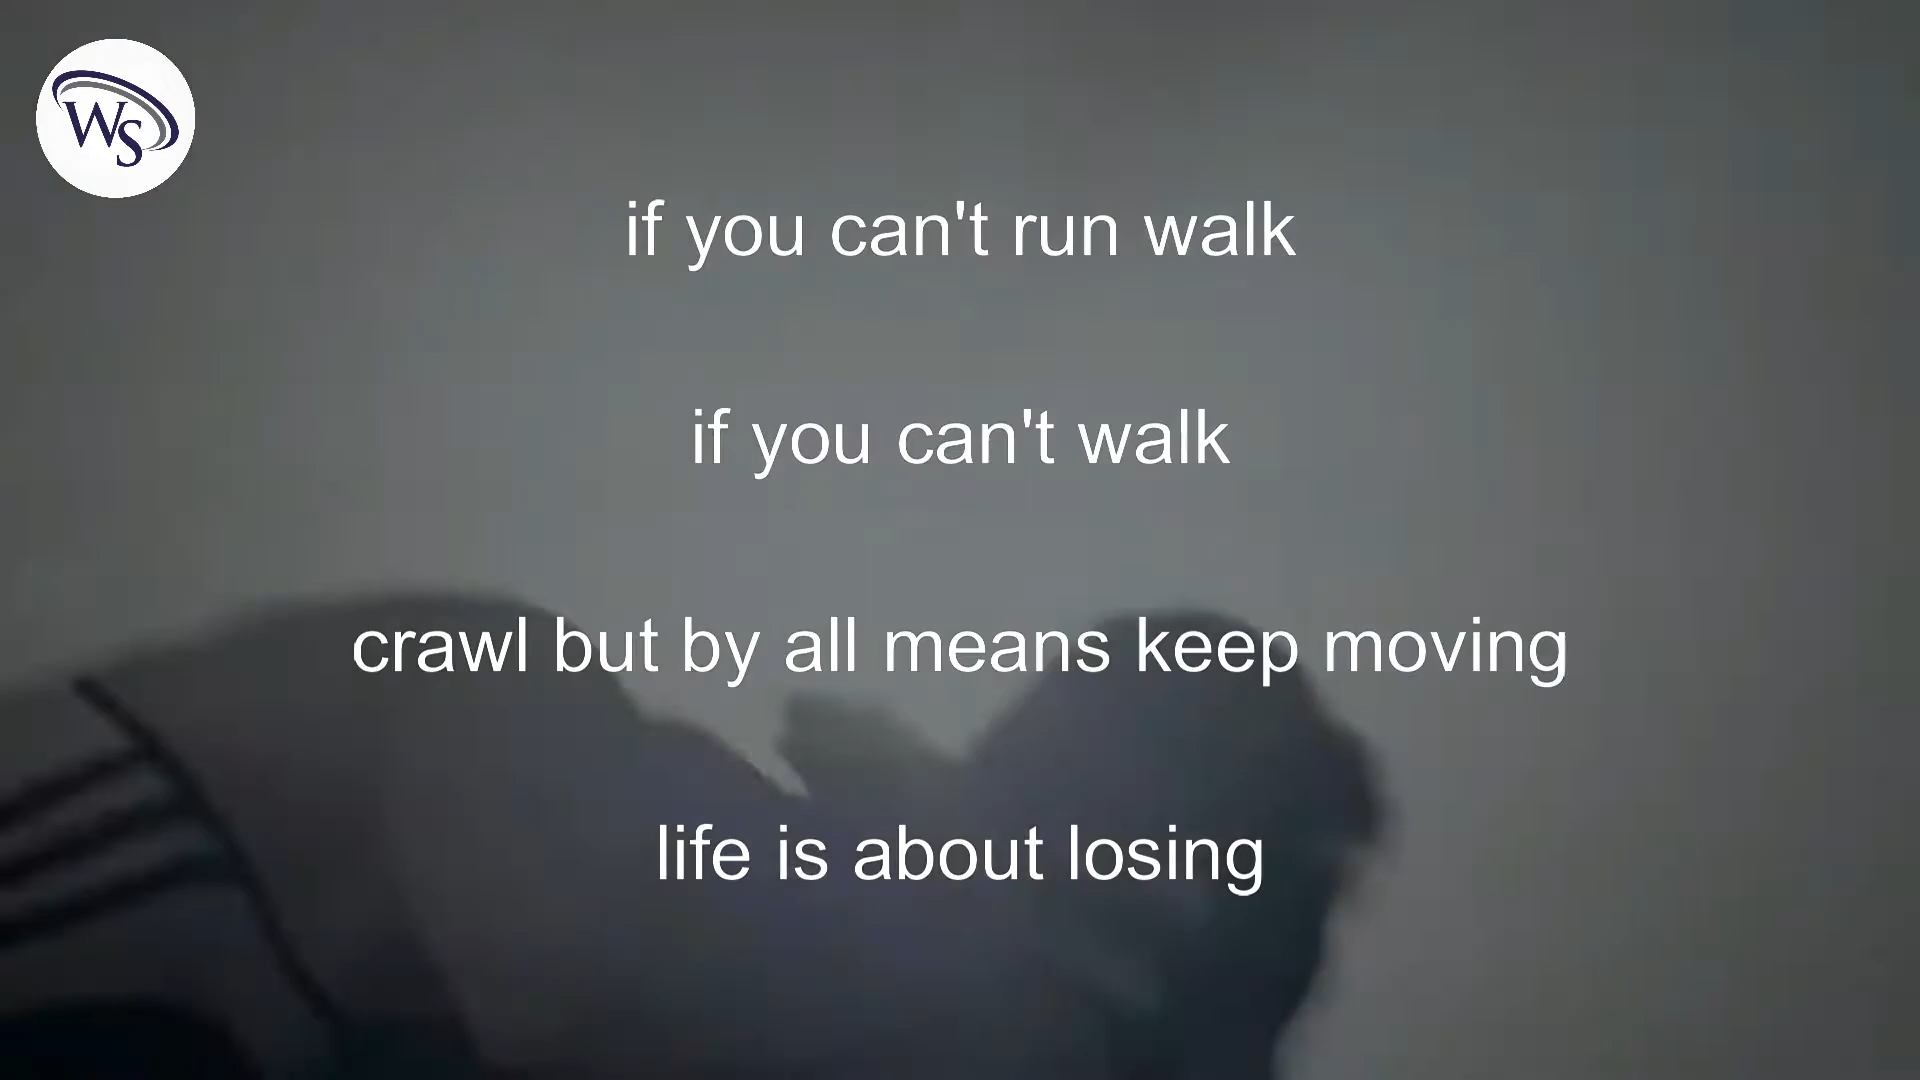 WS
if you can't run walk
if you can't walk
crawl but by all means keep moving
life is about losing